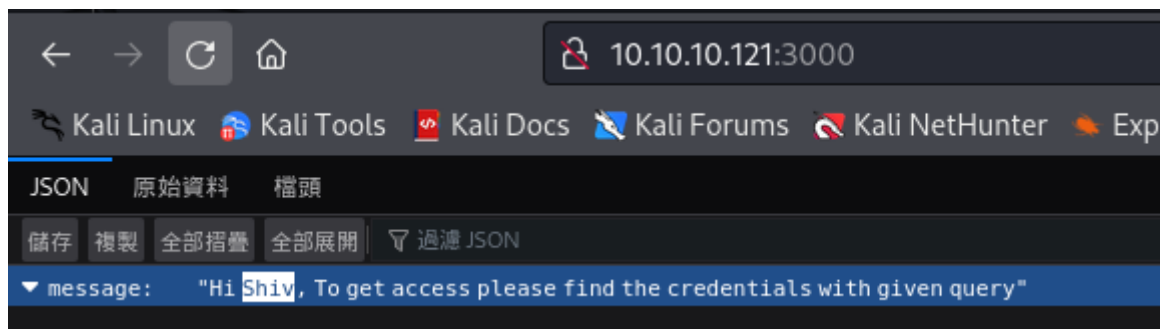 10.10.10.121:3000
Kali Linux Kali Tools Kali Docs Kali Forums Kali NetHunter Exp
JSON 原始資料 檔頭
儲存 複製 全部摺疊 全部展開 過濾 JSON
message: "Hi Shiv, To get access please find the credentials with given query"